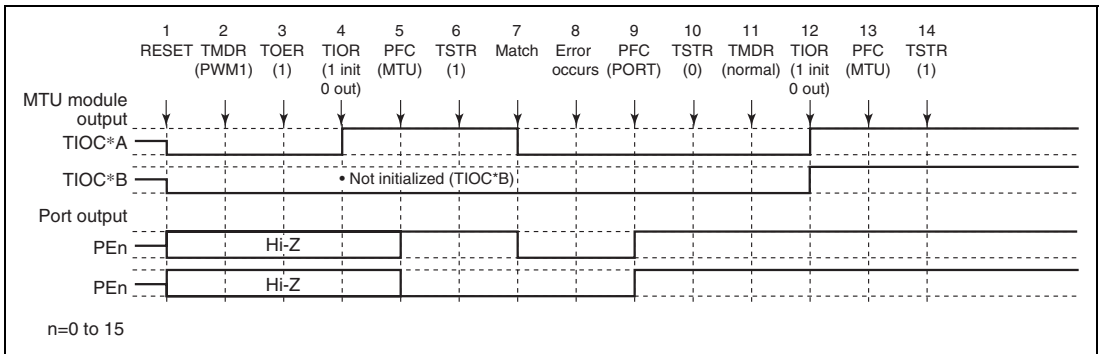 1 2 3 4 5 6 7 8 9 10 11 12 13 14
RESET TMDR TOER TIOR PFC TSTR Match Error PFC TSTR TMDR TIOR PFC TSTR
(PWM1) (1) (1 init (MTU) (1) occurs (PORT) (0) (normal) (1 init (MTU) (1)
0 out) 0 out)
MTU module
output
TIOC*A
TIOC*B • Not initialized (TIOC*B)
Port output
PEn Hi-Z
PEn Hi-Z
n=0 to 15